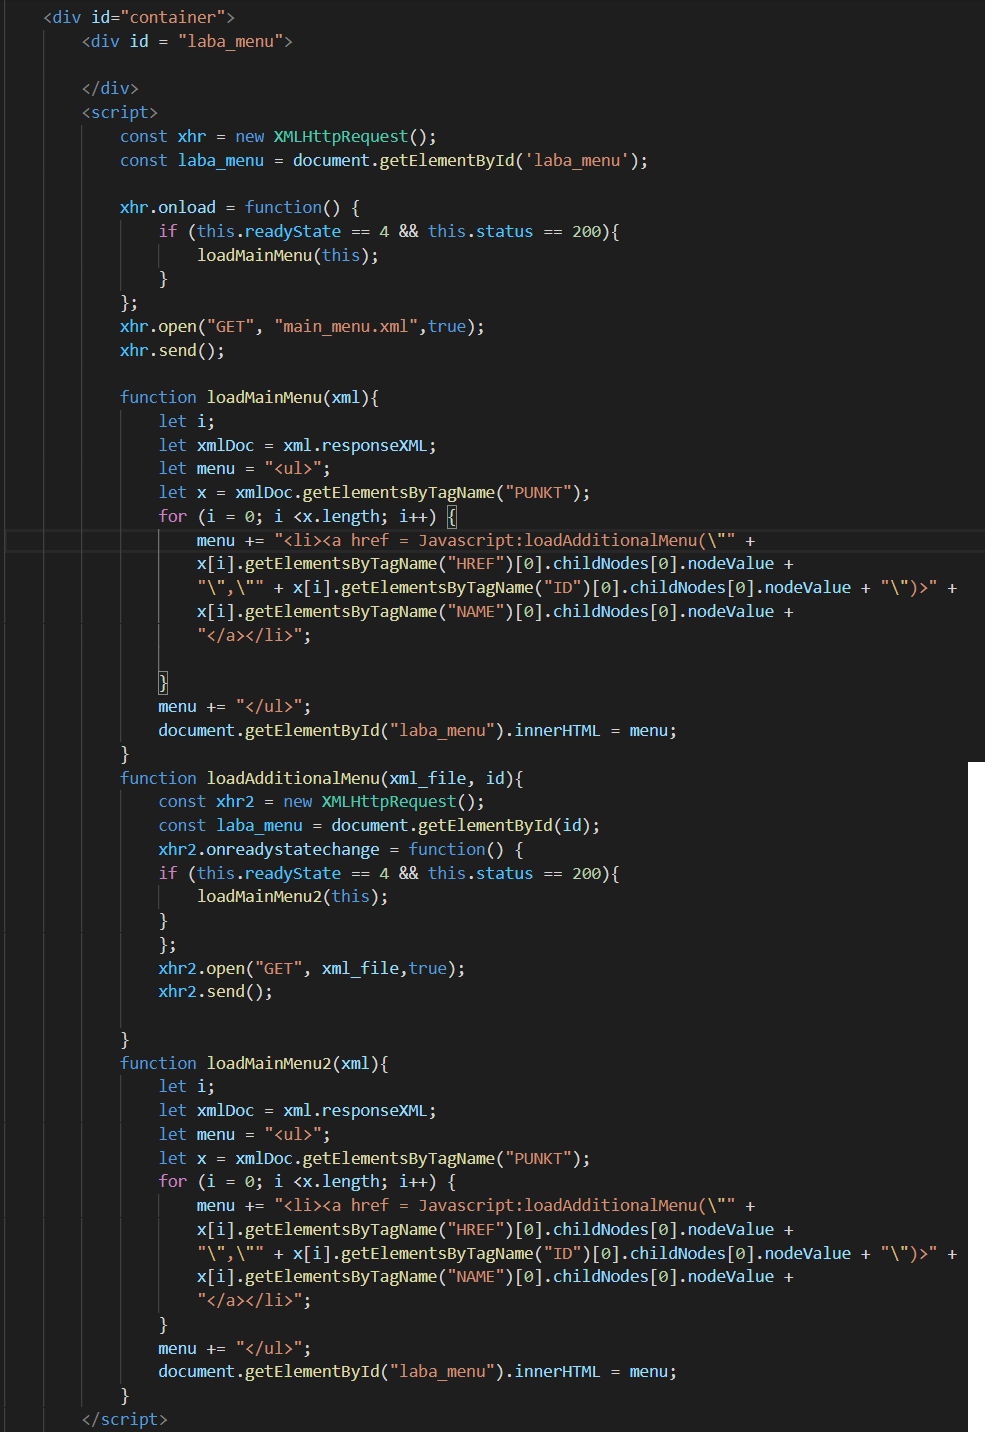 <div id="container">
<div id = "laba_menu">
</div>
<script>
const xhr = new XMLHttpRequest();
const laba_menu = document.getElementById('laba_menu');
xhr.onload = function() {
if (this.readyState == 4 && this.status == 200){
loadMainMenu(this);
}
};
xhr.open("GET", "main_menu.xml",true);
xhr.send();
function loadMainMenu(xml){
let i;
let xmlDoc = xml.responseXML;
let menu = "<ul>";
let x = xmlDoc.getElementsByTagName("PUNKT");
for (i = 0; i <x.length; i++) {
menu += "<li><a href = Javascript:loadAdditionalMenu(\"" +
x[i].getElementsByTagName("HREF")[0].childNodes[0].nodeValue +
"\",\"" + x[i].getElementsByTagName("ID")[0].childNodes[0].nodeValue + "\")>" +
x[i].getElementsByTagName("NAME")[0].childNodes[0].nodeValue +
"</a></li>";
}
menu += "</ul>";
document.getElementById("laba_menu").innerHTML = menu;
}
function loadAdditionalMenu(xml_file, id){
const xhr2 = new XMLHttpRequest();
const laba_menu = document.getElementById(id);
xhr2.onreadystatechange = function() {
if (this.readyState == 4 && this.status == 200){
loadMainMenu2(this);
}
};
xhr2.open("GET", xml_file,true);
xhr2.send();
}
function loadMainMenu2(xml){
let i;
let xmlDoc = xml.responseXML;
let menu = "<ul>";
let x = xmlDoc.getElementsByTagName("PUNKT");
for (i = 0; i <x.length; i++) {
menu += "<li><a href = Javascript:loadAdditionalMenu(\"" +
x[i].getElementsByTagName("HREF")[0].childNodes[0].nodeValue +
"\",\"" + x[i].getElementsByTagName("ID")[0].childNodes[0].nodeValue + "\")>" +
x[i].getElementsByTagName("NAME")[0].childNodes[0].nodeValue +
"</a></li>";
}
menu += "</ul>";
document.getElementById("laba_menu").innerHTML = menu;
}
</script>